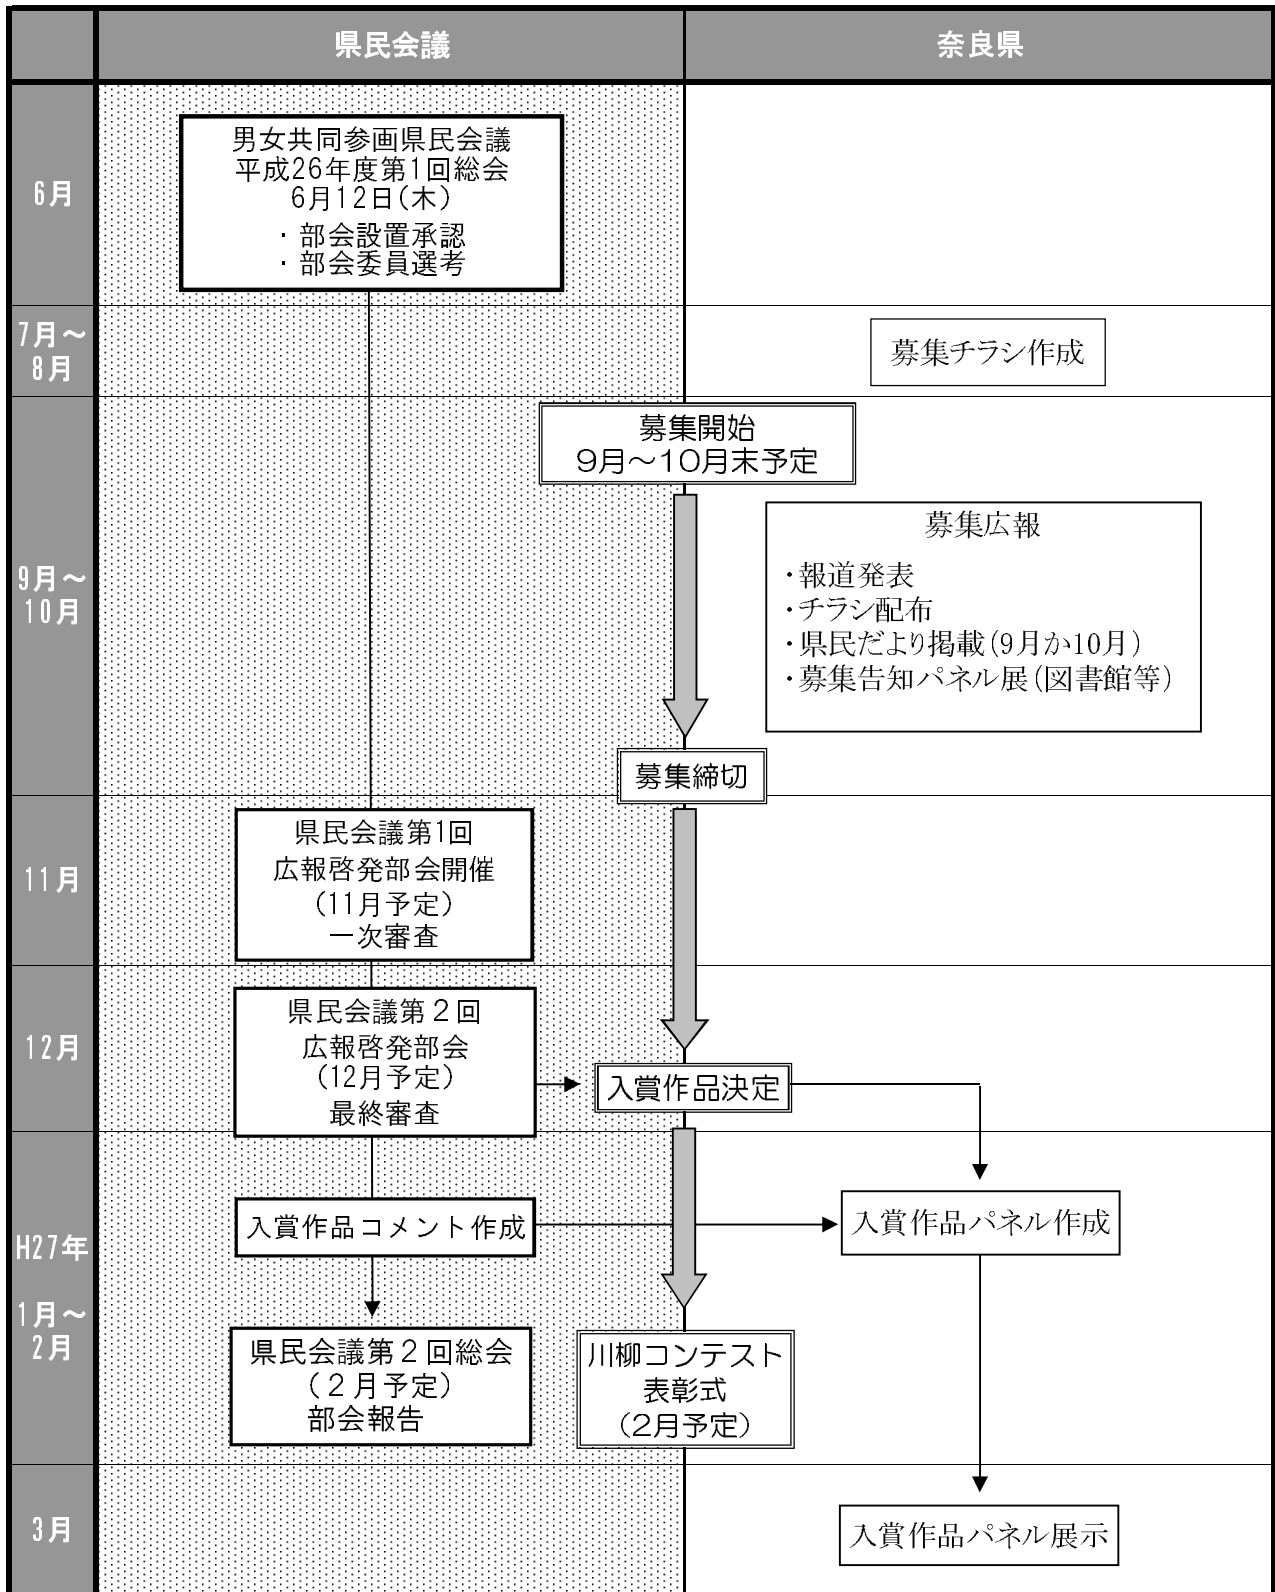 県民会議
奈良県
6月
男女共同参画県民会議
平成26年度第1回総会
6月12日(木)
・部会設置承認
・部会委員選考
7月～
8月
募集チラシ作成
9月～
10月
募集開始
9月～10月末予定
募集広報
・報道発表
・チラシ配布
・県民だより掲載(9月か10月)
・募集告知パネル展(図書館等)
募集締切
11月
県民会議第1回
広報啓発部会開催
(11月予定)
一次審査
12月
県民会議第２回
広報啓発部会
(12月予定)
最終審査
入賞作品決定
H27年
1月～
2月
入賞作品コメント作成
入賞作品パネル作成
県民会議第２回総会
(２月予定)
部会報告
川柳コンテスト
表彰式
(2月予定)
3月
入賞作品パネル展示